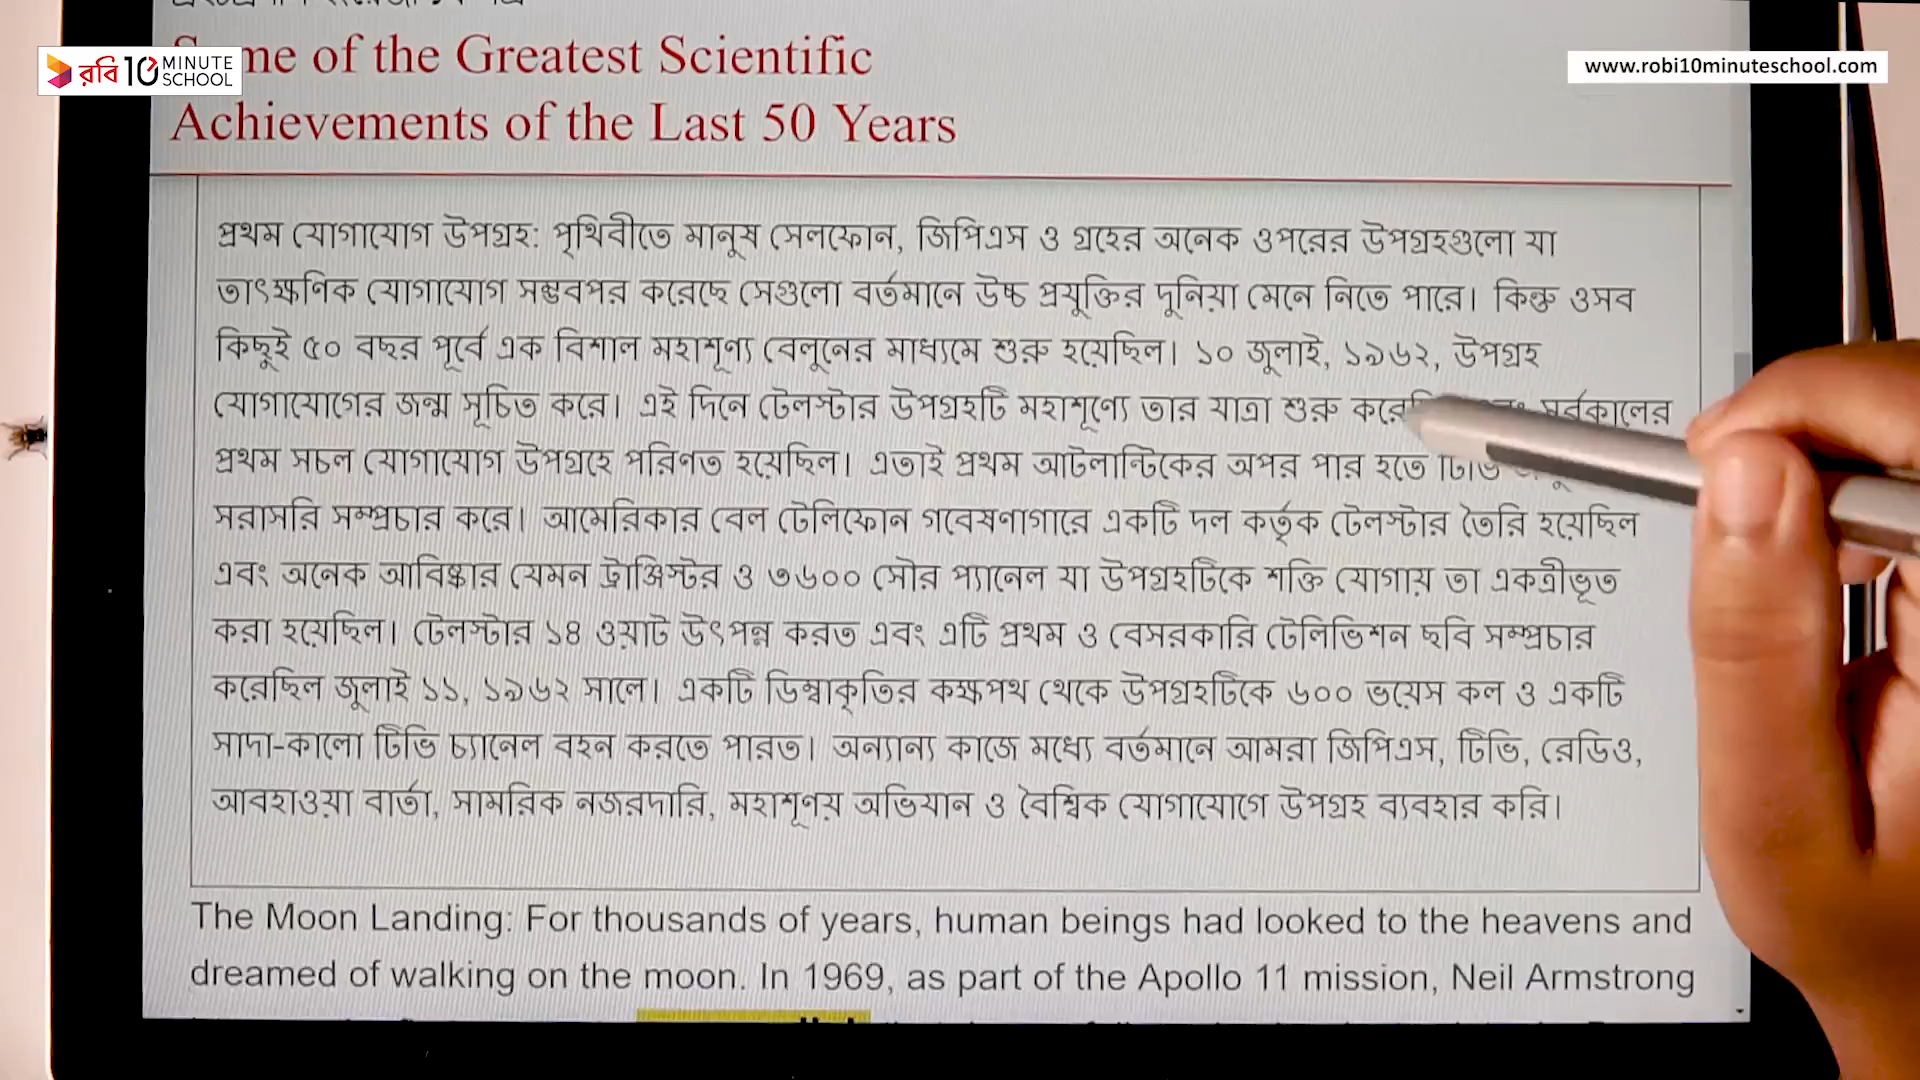 রবি 10 MINUTE SCHOOL
www.robi10minuteschool.com
of the Greatest Scientific
Achievements of the Last 50 Years
প্রথম যোগাযোগ উপগ্রহ: পৃথিবীতে মানুষ সেলফোন, জিপিএস ও গ্রহের অনেক ওপরের উপগ্রহগুলো যা
তাৎক্ষণিক যোগাযোগ সম্ভবপর করেছে সেগুলো বর্তমানে উচ্চ প্রযুক্তির দুনিয়া মেনে নিতে পারে। কিন্তু ওসব
কিছুই ৫০ বছর পূর্বে এক বিশাল মহাশূণ্য বেলুনের মাধ্যমে শুরু হয়েছিল। ১০ জুলাই, ১৯৬২, উপগ্রহ
যোগাযোগের জন্ম সূচিত করে। এই দিনে টেলস্টার উপগ্রহটি মহাশূণ্যে তার যাত্রা শুরু সর্বকালের
প্রথম সচল যোগাযোগ উপগ্রহে পরিণত হয়েছিল। এতাই প্রথম আটলান্টিকের অপর পার হতে টিভি
সরাসরি সম্প্রচার করে। আমেরিকার বেল টেলিফোন গবেষণাগারে একটি দল কর্তৃক টেলস্টার তৈরি হয়েছিল
এবং অনেক আবিষ্কার যেমন ট্রাঞ্জিস্টর ও ৩৬০০ সৌর প্যানেল যা উপগ্রহটিকে শক্তি যোগায় তা একত্রীভূত
করা হয়েছিল। টেলস্টার ১৪ ওয়াট উৎপন্ন করত এবং এটি প্রথম ও বেসরকারি টেলিভিশন ছবি সম্প্রচার
করেছিল জুলাই ১১, ১৯৬২ সালে। একটি ডিম্বাকৃতির কক্ষপথ থেকে উপগ্রহটিকে ৬০০ ভয়েস কল ও একটি
সাদা-কালো টিভি চ্যানেল বহন করতে পারত। অন্যান্য কাজে মধ্যে বর্তমানে আমরা জিপিএস, টিভি, রেডিও,
আবহাওয়া বার্তা, সামরিক নজরদারি, মহাশূণ্য অভিযান ও বৈশ্বিক যোগাযোগে উপগ্রহ ব্যবহার করি।
The Moon Landing: For thousands of years, human beings had looked to the heavens and
dreamed of walking on the moon. In 1969, as part of the Apollo 11 mission, Neil Armstrong